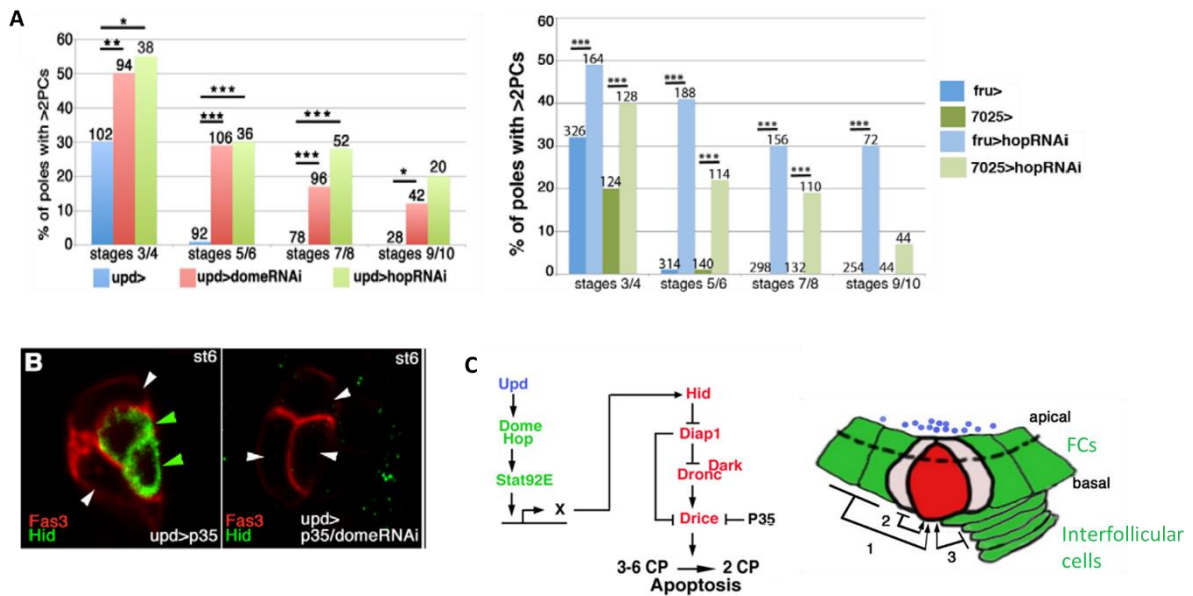 A
% of poles with >2PCs
60
50
40
30
20
10
0
*
**
***
***
***
***
*
102
94
38
92
106
36
78
96
52
28
42
20
stages 3/4
stages 5/6
stages 7/8
stages 9/10
upd>
upd>domeRNAi
upd>hopRNAi
% of poles with >2PCs
60
50
40
30
20
10
0
***
***
***
***
***
***
***
326
164
124
128
314
188
140
114
298
156
132
110
254
72
44
44
stages 3/4
stages 5/6
stages 7/8
stages 9/10
fru>
7025>
fru>hopRNAi
7025>hopRNAi
B
st6
Fas3
Hid
upd>p35
st6
Fas3
Hid
upd>
p35/domeRNAi
C
Upd
Dome
Hop
Stat92E
X
Hid
Diap1
Dark
Dronc
Drice
P35
3-6 CP
2 CP
Apoptosis
apical
FCs
basal
Interfollicular
cells
1
2
3